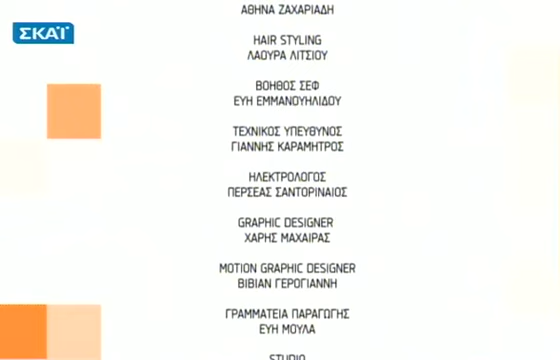 ΣΚΑΪ
ΑΘΗΝΑ ΖΑΧΑΡΙΑΔΗ
HAIR STYLING
ΛΑΟΥΡΑ ΛΙΤΣΙΟΥ
ΒΟΗΘΟΣ ΣΕΦ
ΕΥΗ ΕΜΜΑΝΟΥΗΛΙΔΟΥ
ΤΕΧΝΙΚΟΣ ΥΠΕΥΘΥΝΟΣ
ΓΙΑΝΝΗΣ ΚΑΡΑΜΗΤΡΟΣ
ΗΛΕΚΤΡΟΛΟΓΟΣ
ΠΕΡΣΕΑΣ ΣΑΝΤΟΡΙΝΑΙΟΣ
GRAPHIC DESIGNER
ΧΑΡΗΣ ΜΑΧΑΙΡΑΣ
MOTION GRAPHIC DESIGNER
ΒΙΒΙΑΝ ΓΕΡΟΓΙΑΝΝΗ
ΓΡΑΜΜΑΤΕΙΑ ΠΑΡΑΓΩΓΗΣ
ΕΥΗ ΜΟΥΛΑ
STUDIO